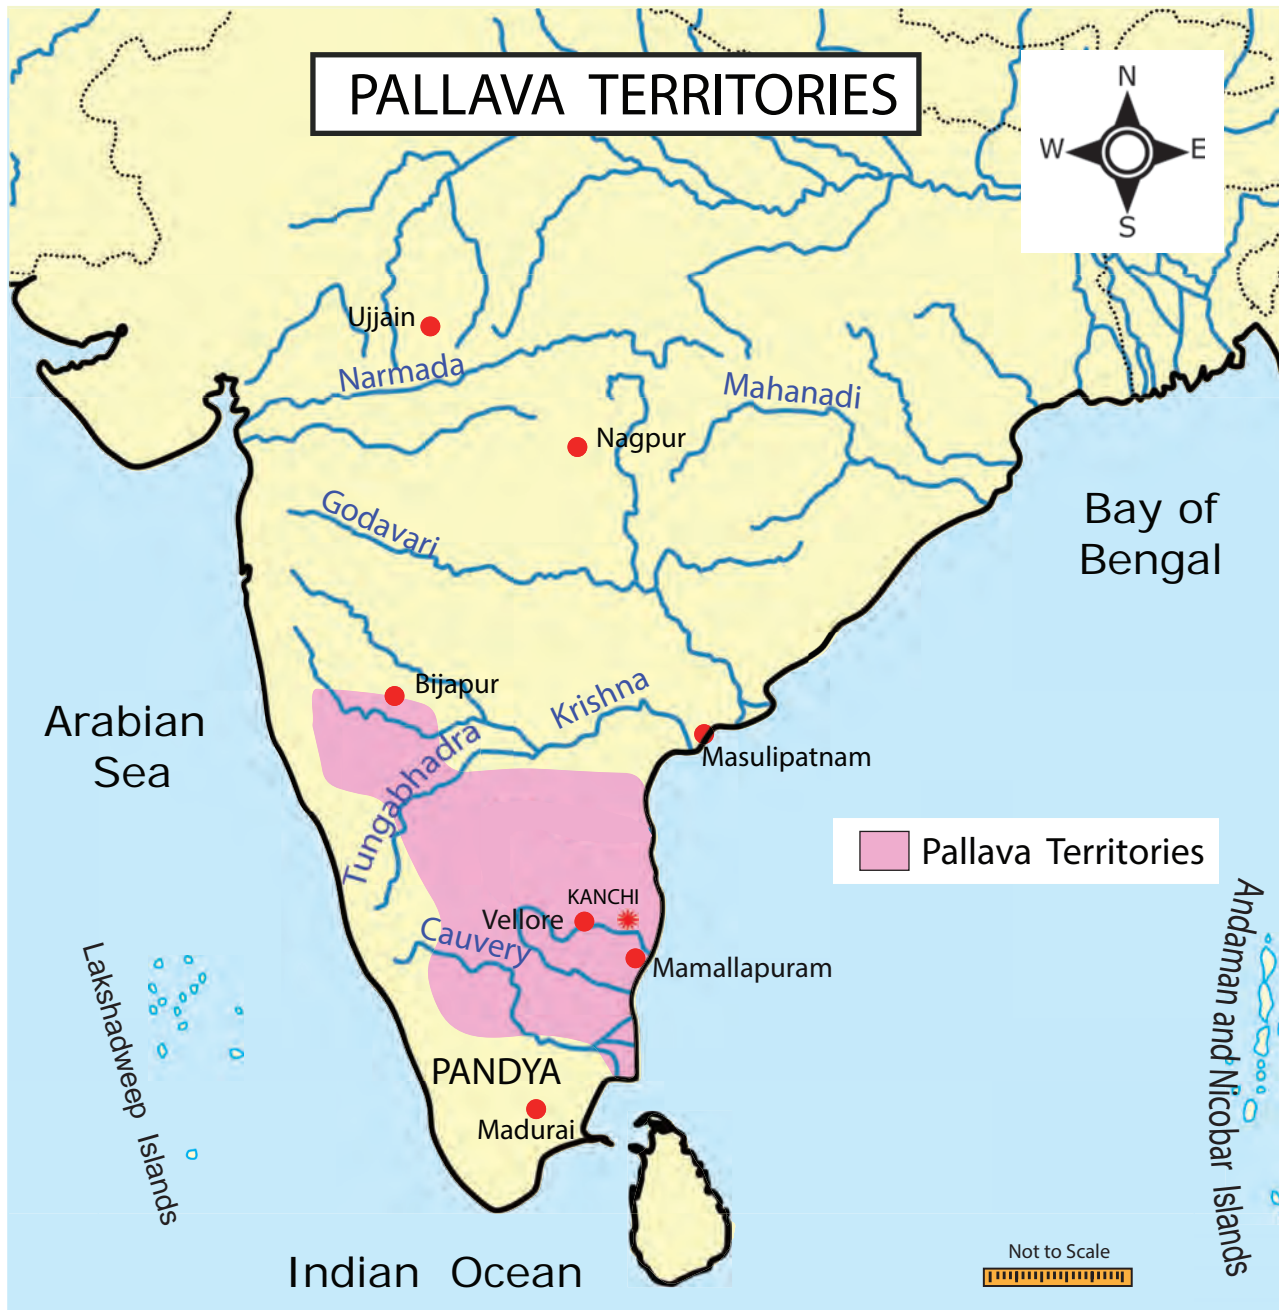 PALLAVA TERRITORIES
N
W
E
S
Ujjain
Narmada
Mahanadi
Nagpur
Godavari
Bay of
Bengal
Bijapur
Krishna
Arabian
Sea
Tungabhadra
Masulipatnam
Pallava Territories
KANCHI
Vellore
Cauvery
Mamallapuram
Lakshadweep Islands
Andaman and Nicobar Islands
PANDYA
Madurai
Indian Ocean
Not to Scale